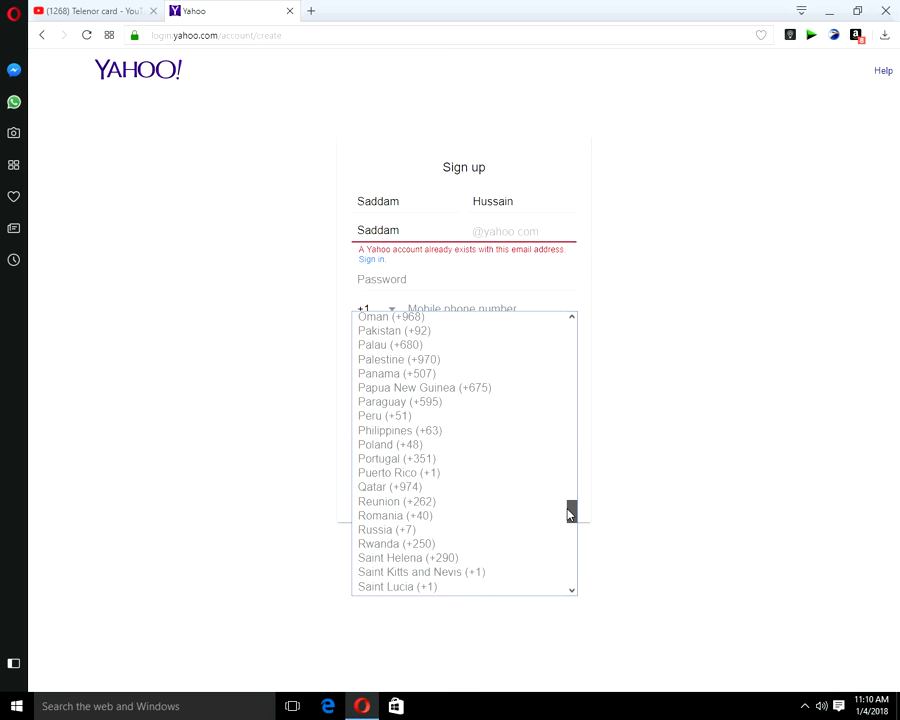 (1268) Telenor card - YouT
Yahoo
login.yahoo.com/account/create
YAHOO!
Help
Sign up
Saddam
Hussain
Saddam
@yahoo.com
A Yahoo account already exists with this email address.
Sign in.
Password
+1
Mobile phone number
Oman (+968)
Pakistan (+92)
Palau (+680)
Palestine (+970)
Panama (+507)
Papua New Guinea (+675)
Paraguay (+595)
Peru (+51)
Philippines (+63)
Poland (+48)
Portugal (+351)
Puerto Rico (+1)
Qatar (+974)
Reunion (+262)
Romania (+40)
Russia (+7)
Rwanda (+250)
Saint Helena (+290)
Saint Kitts and Nevis (+1)
Saint Lucia (+1)
Search the web and Windows
11:10 AM
1/4/2018